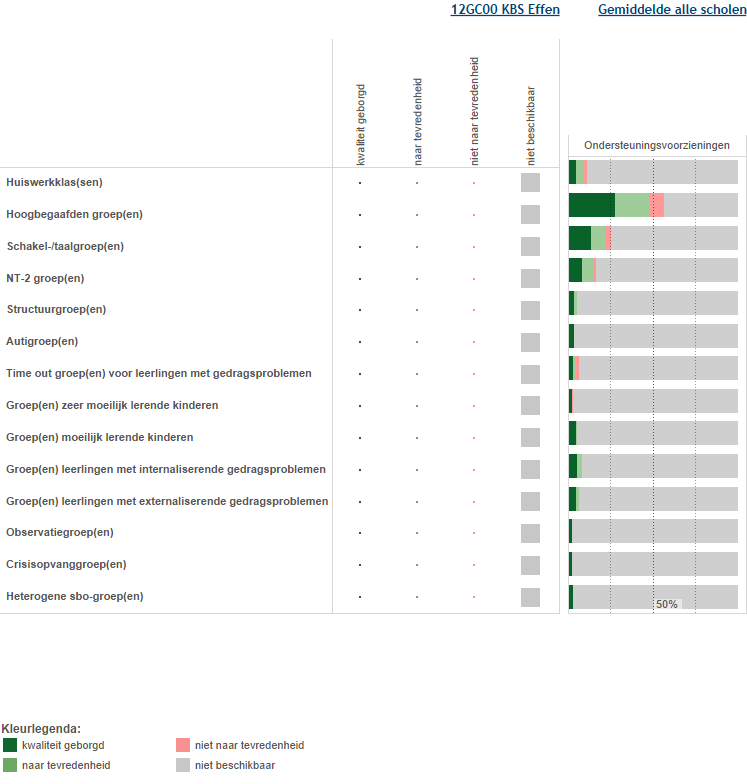 12GC00 KBS Effen Gemiddelde alle scholen
kwaliteit geborgd
naar tevredenheid
niet naar tevredenheid
niet beschikbaar
Ondersteuningsvoorzieningen
Huiswerkklas(sen)
Hoogbegaafden groep(en)
Schakel-/taalgroep(en)
NT-2 groep(en)
Structuurgroep(en)
Autigroep(en)
Time out groep(en) voor leerlingen met gedragsproblemen
Groep(en) zeer moeilijk lerende kinderen
Groep(en) moeilijk lerende kinderen
Groep(en) leerlingen met internaliserende gedragsproblemen
Groep(en) leerlingen met externaliserende gedragsproblemen
Observatiegroep(en)
Crisisopvanggroep(en)
Heterogene sbo-groep(en)
50%
Kleurlegenda:
kwaliteit geborgd niet naar tevredenheid
naar tevredenheid niet beschikbaar